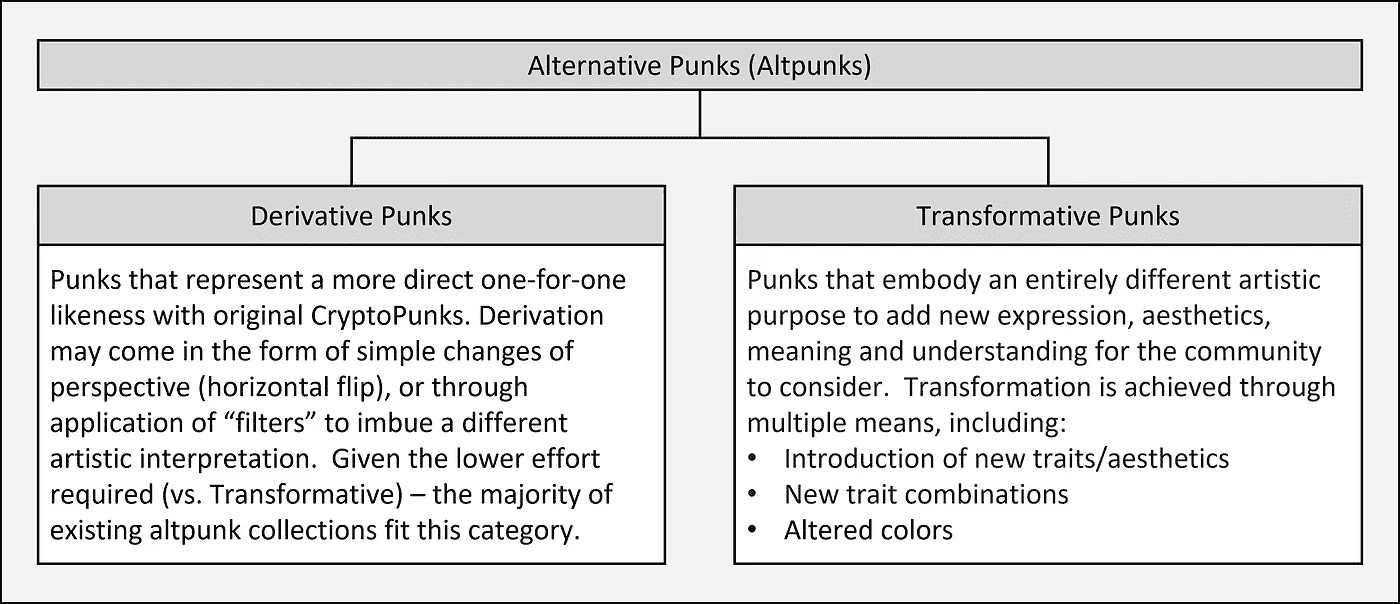 Alternative Punks (Altpunks)
Derivative Punks
Punks that represent a more direct one-for-one
likeness with original CryptoPunks. Derivation
may come in the form of simple changes of
perspective (horizontal flip), or through
application of “filters” to imbue a different
artistic interpretation.  Given the lower effort
required (vs. Transformative) – the majority of
existing altpunk collections fit this category.
Transformative Punks
Punks that embody an entirely different artistic
purpose to add new expression, aesthetics,
meaning and understanding for the community
to consider.  Transformation is achieved through
multiple means, including:
• Introduction of new traits/aesthetics
• New trait combinations
• Altered colors